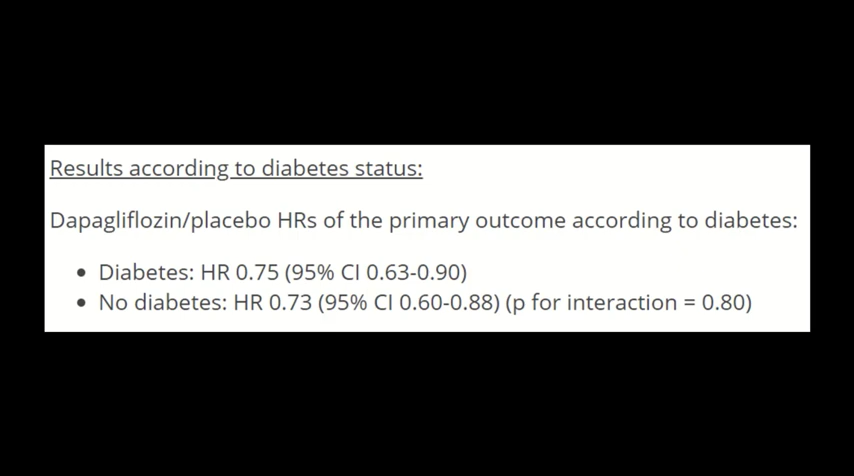 Results according to diabetes status:
Dapagliflozin/placebo HRs of the primary outcome according to diabetes:
• Diabetes: HR 0.75 (95% CI 0.63-0.90)
• No diabetes: HR 0.73 (95% CI 0.60-0.88) (p for interaction = 0.80)